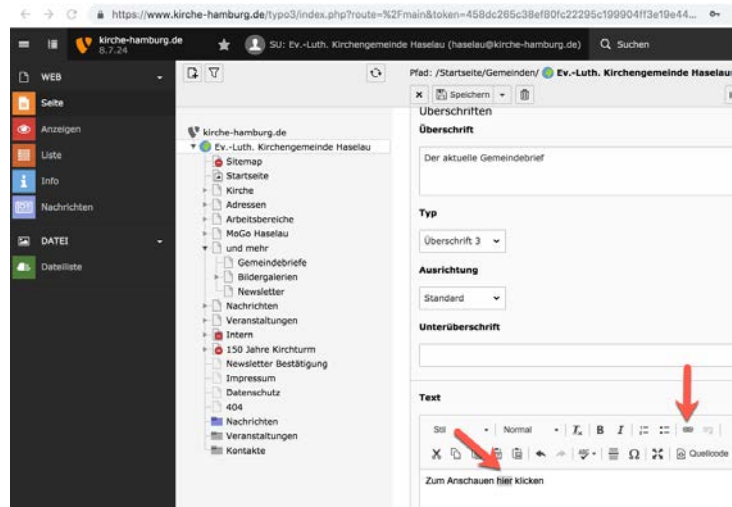 https://www.kirche-hamburg.de/typo3/index.php?route=%2Fmain&token=458dc265c38ef80fc22295c199904ff3e19e44...
kirche-hamburg.de
8.7.24
SU: Ev.-Luth. Kirchengemeinde Haselau (haselau@kirche-hamburg.de)
Suchen
WEB
Seite
Anzeigen
Liste
Info
Nachrichten
DATEI
Dateiliste
kirche-hamburg.de
Ev.-Luth. Kirchengemeinde Haselau
Sitemap
Startseite
Kirche
Adressen
Arbeitsbereiche
MoGo Haselau
und mehr
Gemeindebriefe
Bildergalerien
Newsletter
Nachrichten
Veranstaltungen
Intern
150 Jahre Kirchturm
Newsletter Bestätigung
Impressum
Datenschutz
404
Nachrichten
Veranstaltungen
Kontakte
Pfad: /Startseite/Gemeinden/ Ev.-Luth. Kirchengemeinde Haselau
Speichern
Überschriften
Überschrift
Der aktuelle Gemeindebrief
Typ
Überschrift 3
Ausrichtung
Standard
Unterüberschrift
Text
Stil Normal
Quellcode
Zum Anschauen hier klicken